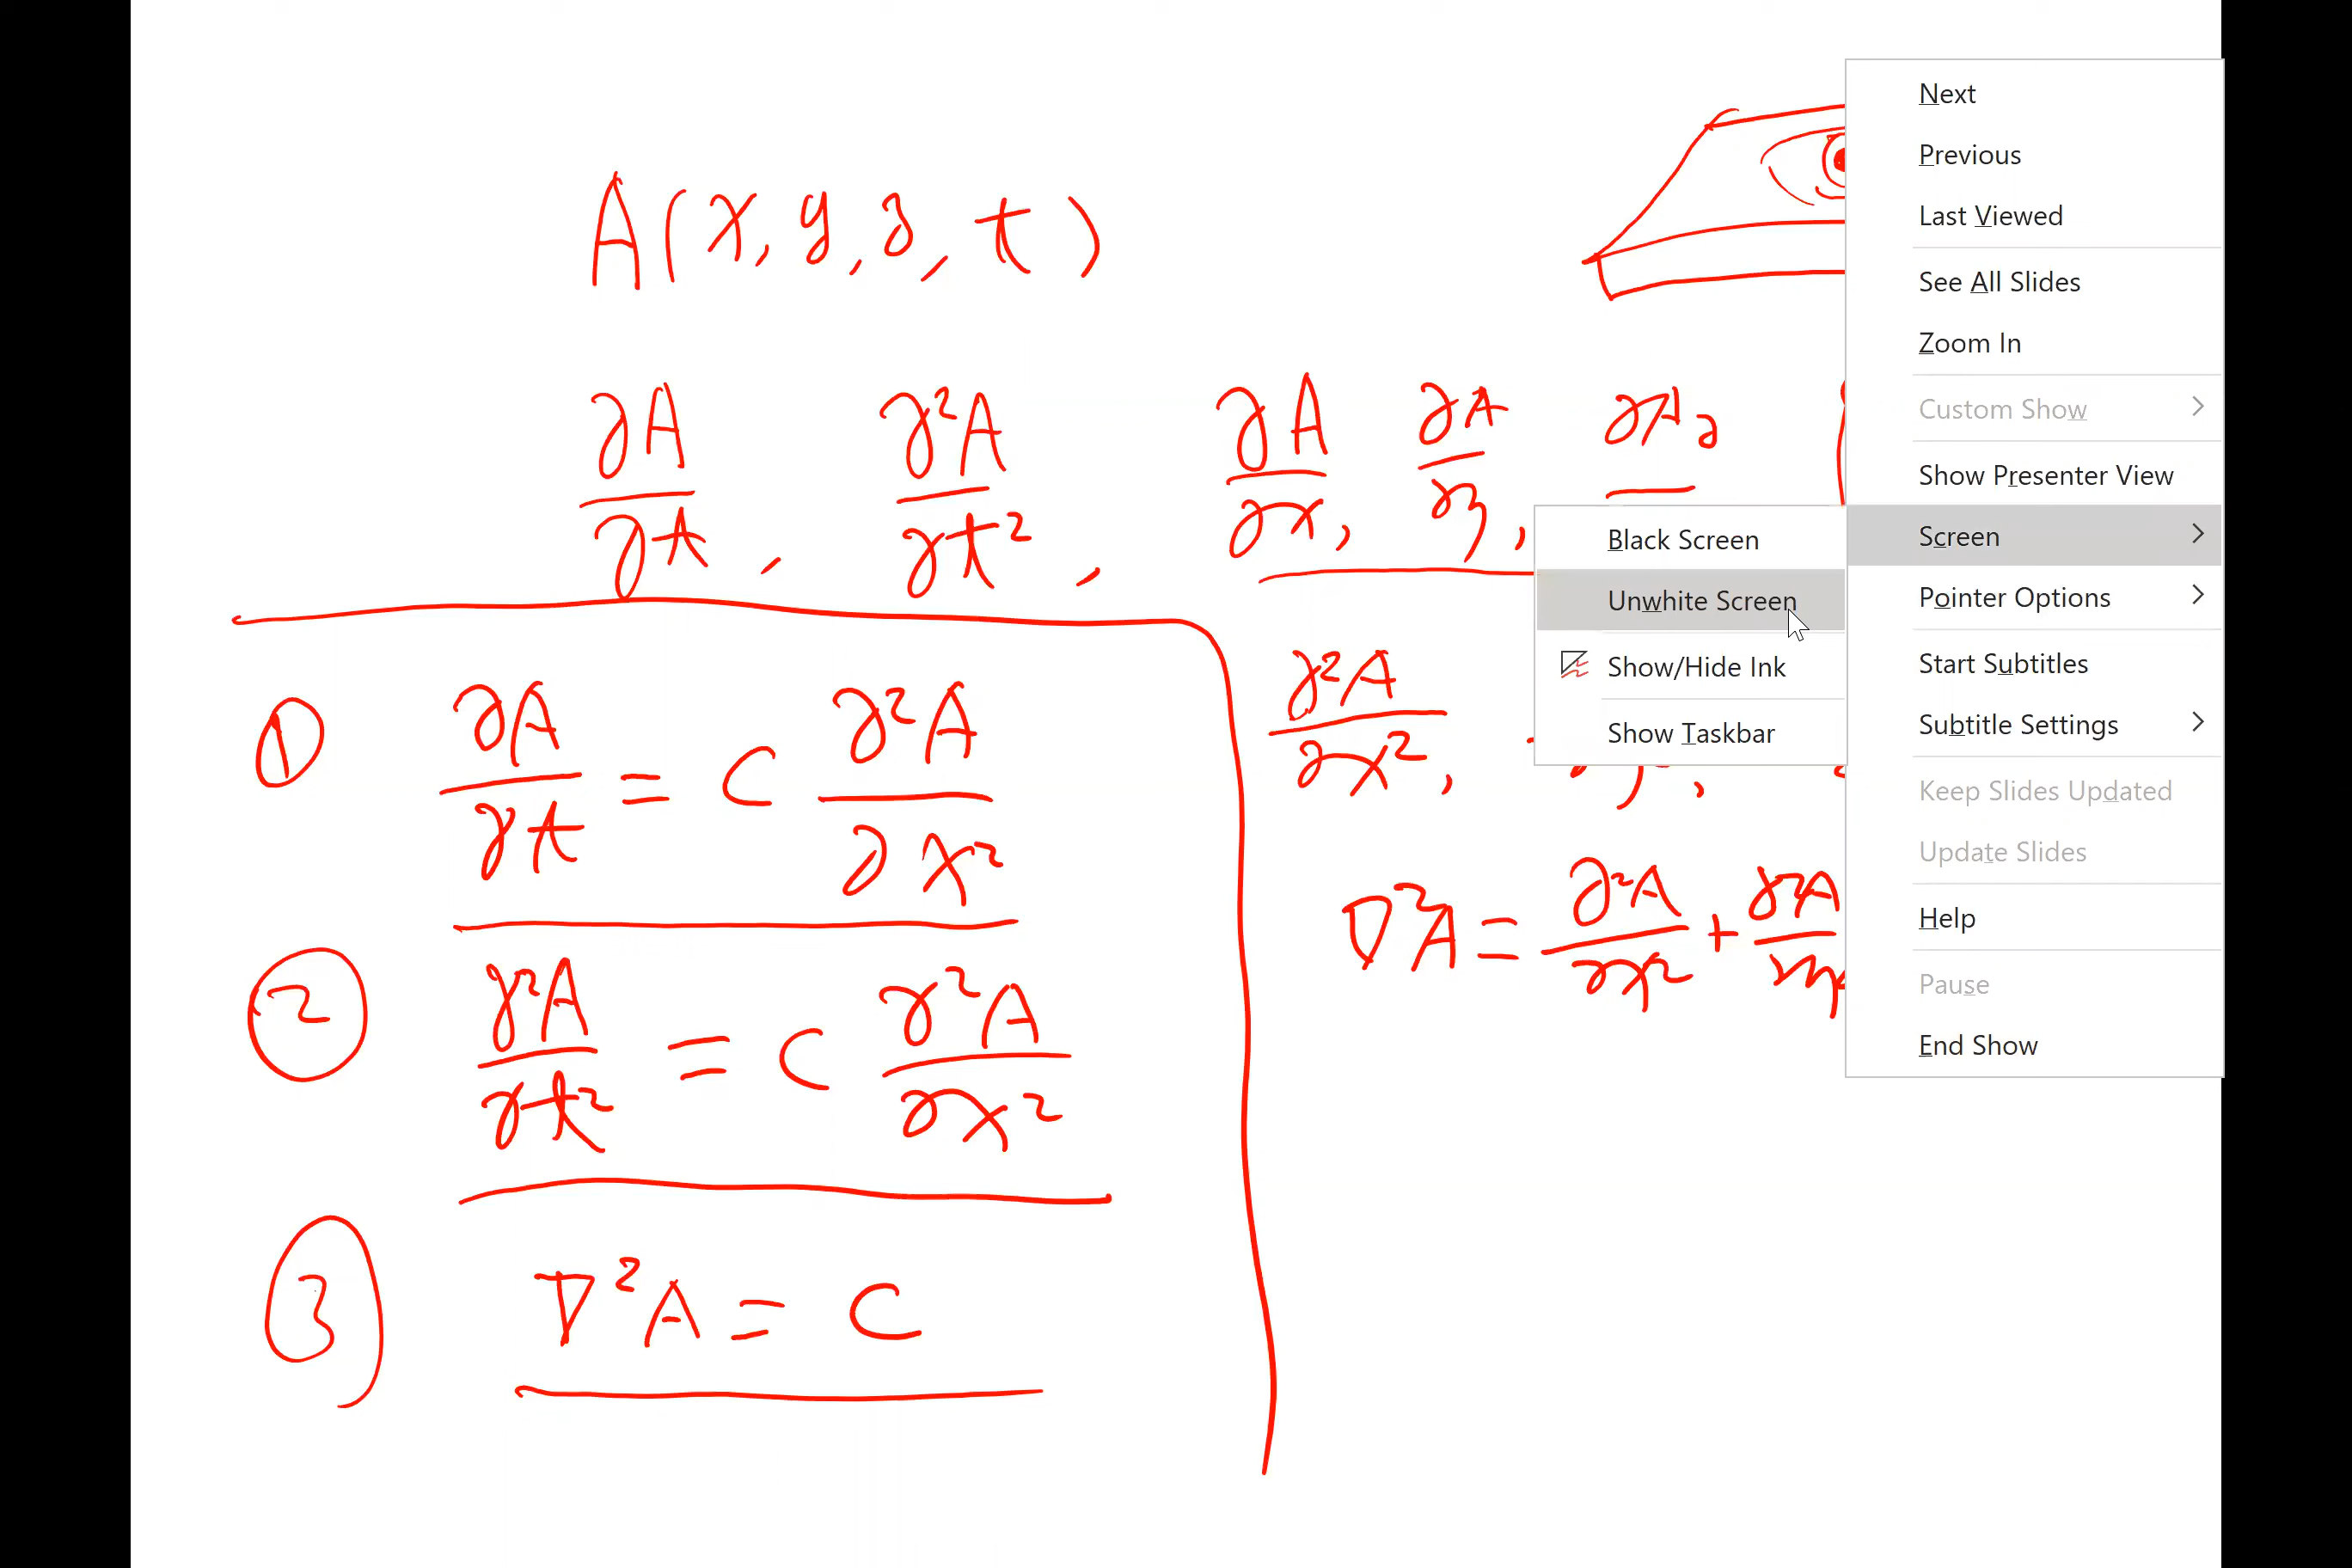 A(x, y, z, t)
∂A/∂t , ∂²A/∂t² , ∂A/∂x, ∂A/∂y,
∂²A/∂x²,
① ∂A/∂t = C ∂²A/∂x²
∇²A = ∂²A/∂x² + ∂²A/∂y
② ∂²A/∂t² = C ∂²A/∂x²
③ ∇²A = C
Next
Previous
Last Viewed
See All Slides
Zoom In
Custom Show
Show Presenter View
Screen
Pointer Options
Start Subtitles
Subtitle Settings
Keep Slides Updated
Update Slides
Help
Pause
End Show
Black Screen
Unwhite Screen
Show/Hide Ink
Show Taskbar